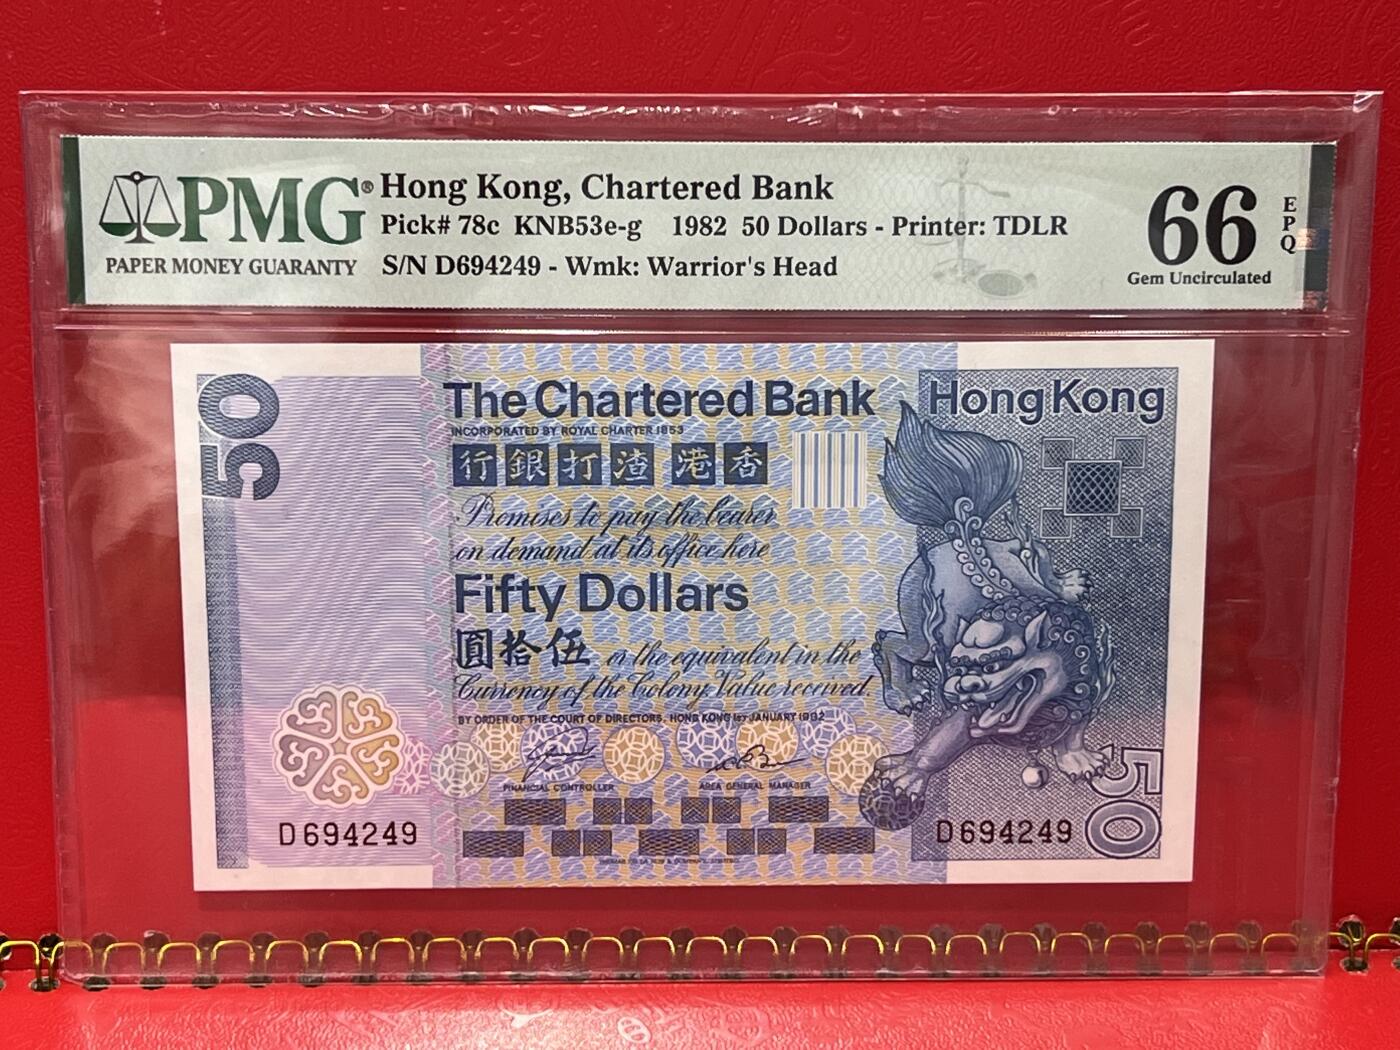 PMG®
PAPER MONEY GUARANTY
Hong Kong, Chartered Bank
Pick# 78c KNB53e-g 1982 50 Dollars - Printer: TDLR
S/N D694249 - Wmk: Warrior's Head
66
EPQ
Gem Uncirculated
50
The Chartered Bank
Hong Kong
INCORPORATED BY ROYAL CHARTER 1853
行銀打渣 港香
Promises to pay the bearer
on demand at its office here
Fifty Dollars
圓拾伍 or the equivalent in the
Currency of the Colony, Value received.
BY ORDER OF THE COURT OF DIRECTORS, HONG KONG 1ST JANUARY 1982
FINANCIAL CONTROLLER
AREA GENERAL MANAGER
D694249
D694249
50